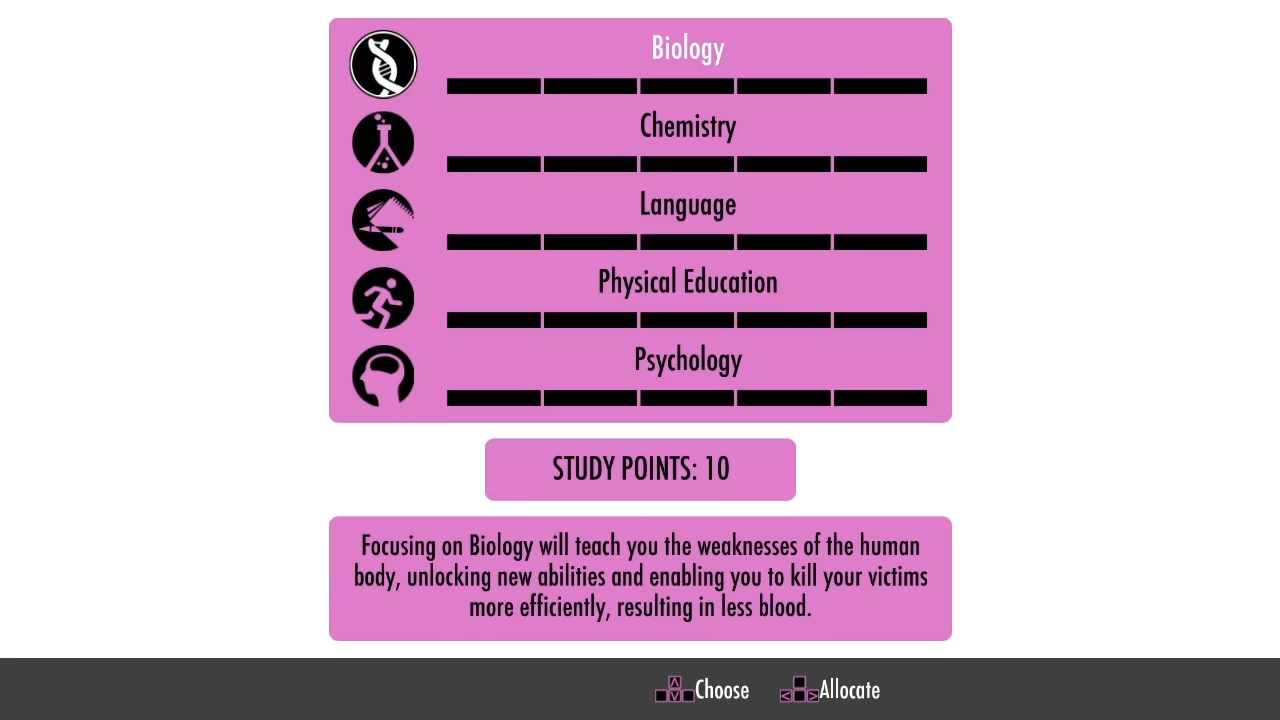 Biology
Chemistry
Language
Physical Education
Psychology
STUDY POINTS: 10
Focusing on Biology will teach you the weaknesses of the human
body, unlocking new abilities and enabling you to kill your victims
more efficiently, resulting in less blood.
Choose
Allocate